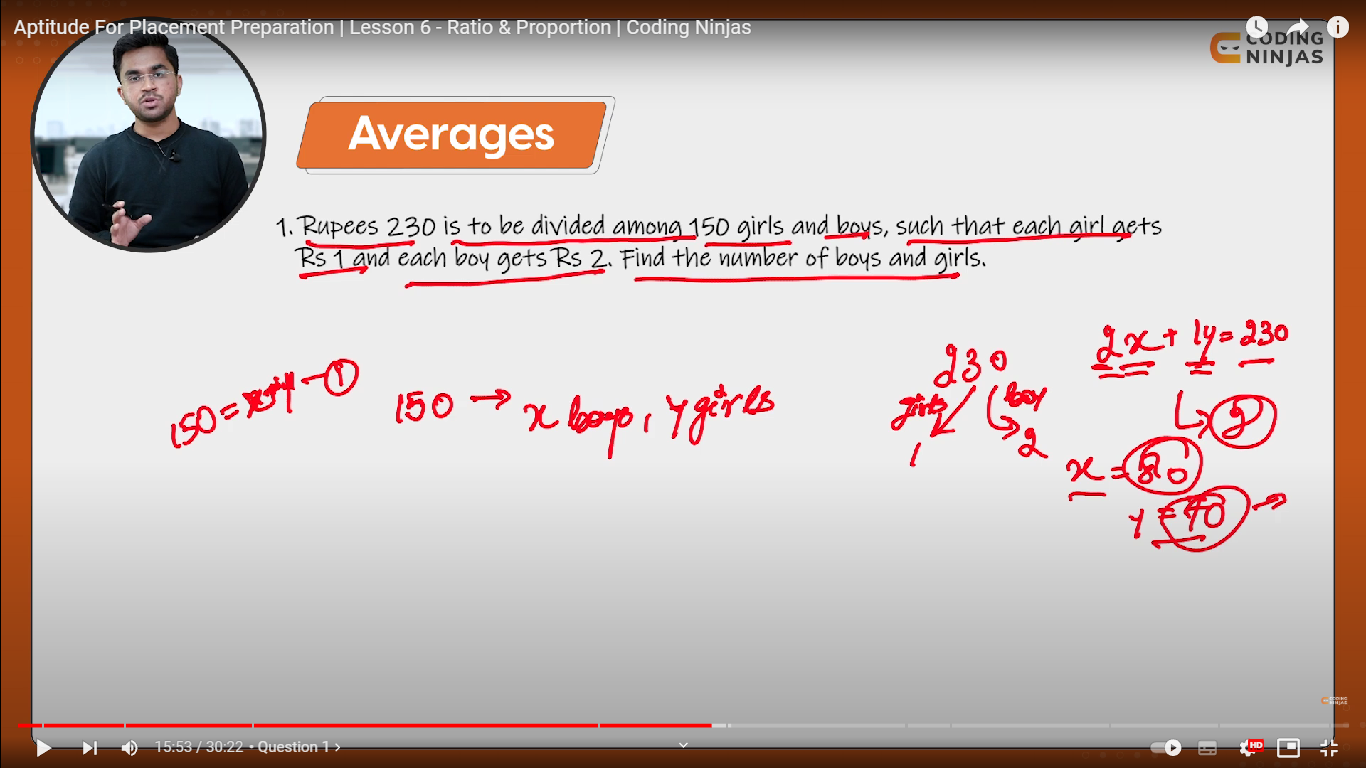 Aptitude For Placement Preparation | Lesson 6 - Ratio & Proportion | Coding Ninjas
CODING
NINJAS
Averages
1. Rupees 230 is to be divided among 150 girls and boys, such that each girl gets
Rs 1 and each boy gets Rs 2. Find the number of boys and girls.
2x + 1y = 230
150 = x+y - 1
150 → x boys, y girls
230
girls boy
1 2
2
x = 80
y = 70 →
CODING
NINJAS
15:53 / 30:22 • Question 1 ›
HD